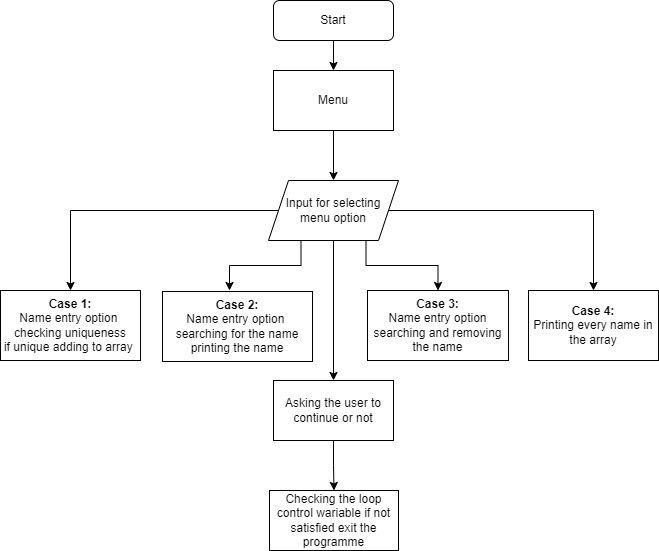 Start
Menu
Input for selecting
menu option
Case 1:
Name entry option
checking uniqueness
if unique adding to array
Case 2:
Name entry option
searching for the name
printing the name
Case 3:
Name entry option
searching and removing
the name
Case 4:
Printing every name in
the array
Asking the user to
continue or not
Checking the loop
control wariable if not
satisfied exit the
programme